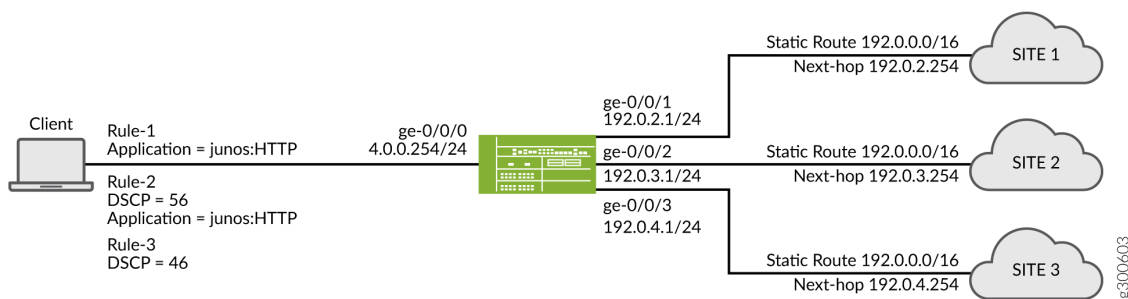 Client
Rule-1
Application = junos:HTTP
Rule-2
DSCP = 56
Application = junos:HTTP
Rule-3
DSCP = 46
ge-0/0/0
4.0.0.254/24
ge-0/0/1
192.0.2.1/24
ge-0/0/2
192.0.3.1/24
ge-0/0/3
192.0.4.1/24
Static Route 192.0.0.0/16
Next-hop 192.0.2.254
SITE 1
Static Route 192.0.0.0/16
Next-hop 192.0.3.254
SITE 2
Static Route 192.0.0.0/16
Next-hop 192.0.4.254
SITE 3
g300603